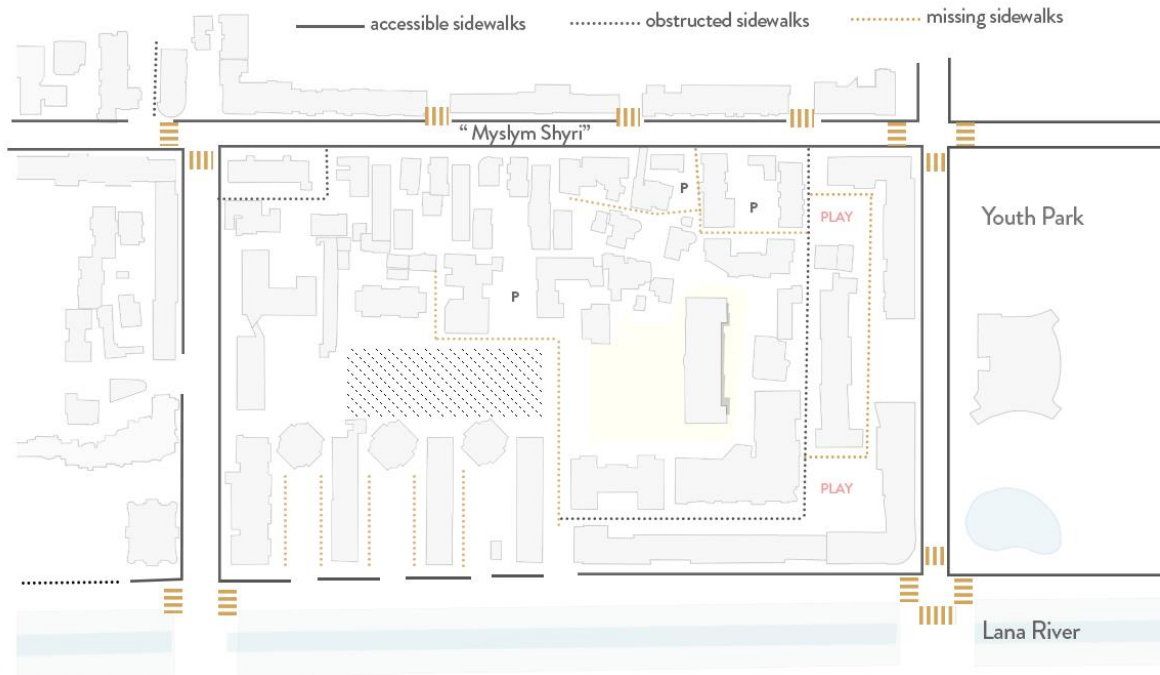 accessible sidewalks
obstructed sidewalks
missing sidewalks
“ Myslym Shyri”
P
P
PLAY
Youth Park
P
PLAY
Lana River